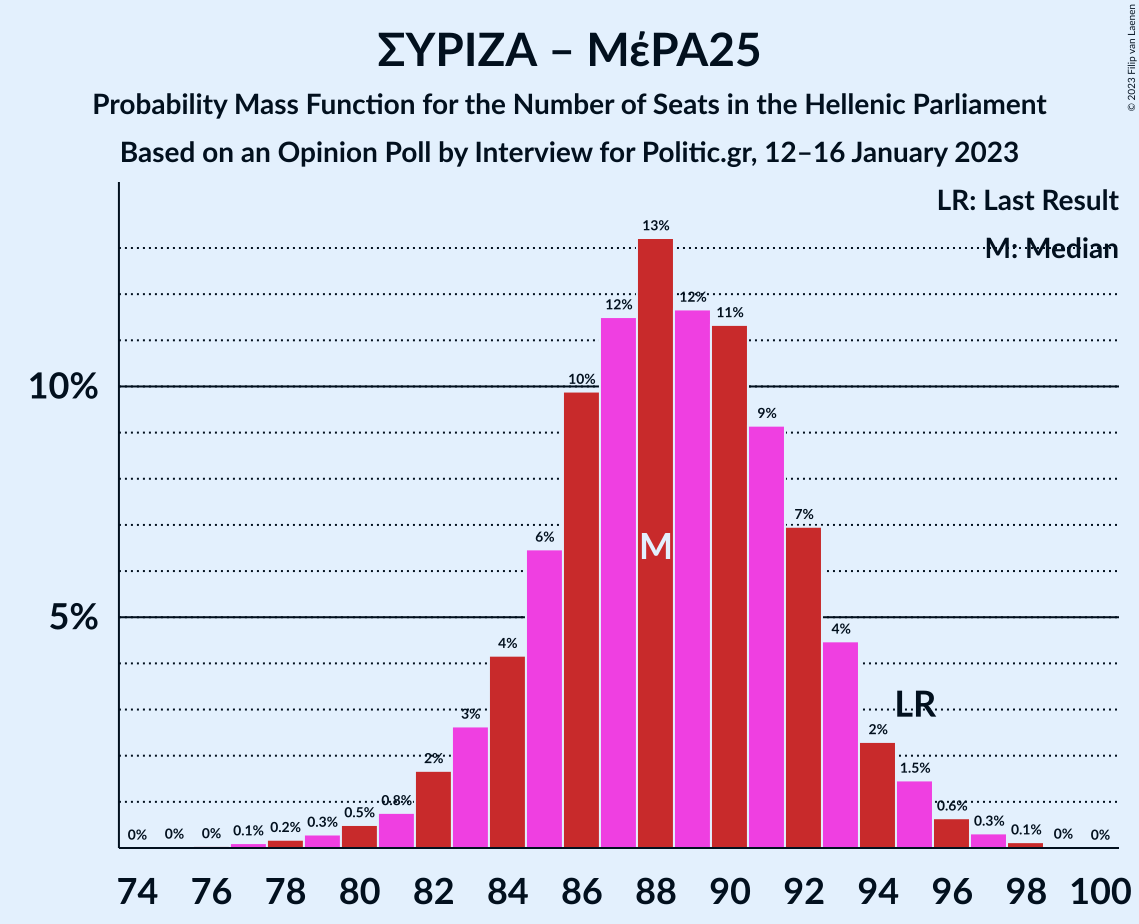 ΣΥΡΙΖΑ – ΜέΡΑ25
Probability Mass Function for the Number of Seats in the Hellenic Parliament
Based on an Opinion Poll by Interview for Politic.gr, 12–16 January 2023
© 2023 Filip van Laenen
LR: Last Result
M: Median
10%
5%
0% 0% 0% 0.1% 0.2% 0.3% 0.5% 0.8% 2% 3% 4% 6% 10% 12% 13% 12% 11% 9% 7% 4% 2% 1.5% 0.6% 0.3% 0.1% 0% 0%
M
LR
74 76 78 80 82 84 86 88 90 92 94 96 98 100